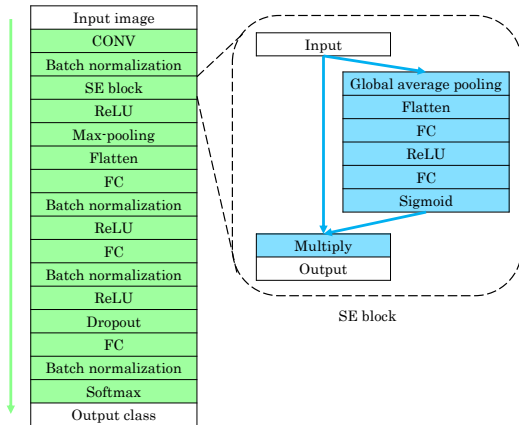 Input image
CONV
Batch normalization
SE block
ReLU
Max-pooling
Flatten
FC
Batch normalization
ReLU
FC
Batch normalization
ReLU
Dropout
FC
Batch normalization
Softmax
Output class
Input
Global average pooling
Flatten
FC
ReLU
FC
Sigmoid
Multiply
Output
SE block